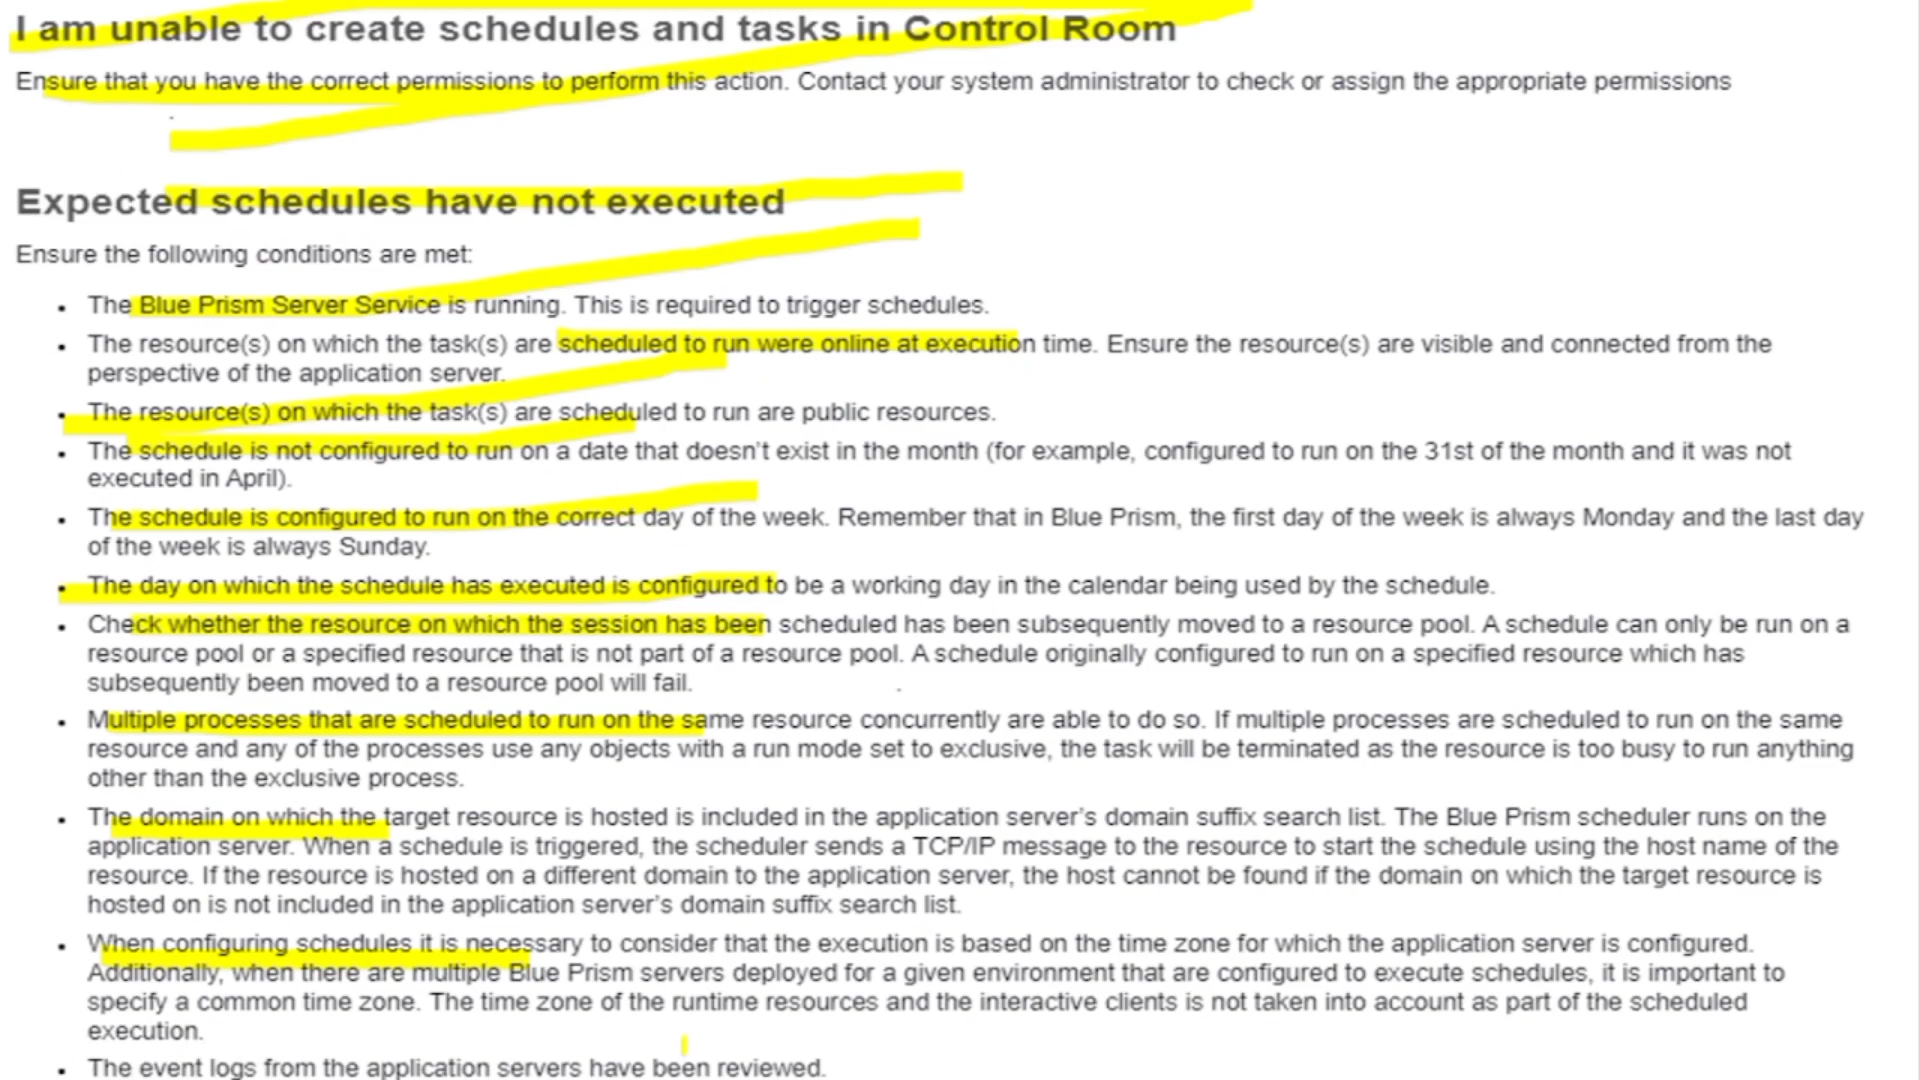 I am unable to create schedules and tasks in Control Room
Ensure that you have the correct permissions to perform this action. Contact your system administrator to check or assign the appropriate permissions
Expected schedules have not executed
Ensure the following conditions are met:
• The Blue Prism Server Service is running. This is required to trigger schedules.
• The resource(s) on which the task(s) are scheduled to run were online at execution time. Ensure the resource(s) are visible and connected from the
perspective of the application server.
• The resource(s) on which the task(s) are scheduled to run are public resources.
• The schedule is not configured to run on a date that doesn't exist in the month (for example, configured to run on the 31st of the month and it was not
executed in April).
• The schedule is configured to run on the correct day of the week. Remember that in Blue Prism, the first day of the week is always Monday and the last day
of the week is always Sunday.
• The day on which the schedule has executed is configured to be a working day in the calendar being used by the schedule.
• Check whether the resource on which the session has been scheduled has been subsequently moved to a resource pool. A schedule can only be run on a
resource pool or a specified resource that is not part of a resource pool. A schedule originally configured to run on a specified resource which has
subsequently been moved to a resource pool will fail.
• Multiple processes that are scheduled to run on the same resource concurrently are able to do so. If multiple processes are scheduled to run on the same
resource and any of the processes use any objects with a run mode set to exclusive, the task will be terminated as the resource is too busy to run anything
other than the exclusive process.
• The domain on which the target resource is hosted is included in the application server's domain suffix search list. The Blue Prism scheduler runs on the
application server. When a schedule is triggered, the scheduler sends a TCP/IP message to the resource to start the schedule using the host name of the
resource. If the resource is hosted on a different domain to the application server, the host cannot be found if the domain on which the target resource is
hosted on is not included in the application server's domain suffix search list.
• When configuring schedules it is necessary to consider that the execution is based on the time zone for which the application server is configured.
Additionally, when there are multiple Blue Prism servers deployed for a given environment that are configured to execute schedules, it is important to
specify a common time zone. The time zone of the runtime resources and the interactive clients is not taken into account as part of the scheduled
execution.
• The event logs from the application servers have been reviewed.